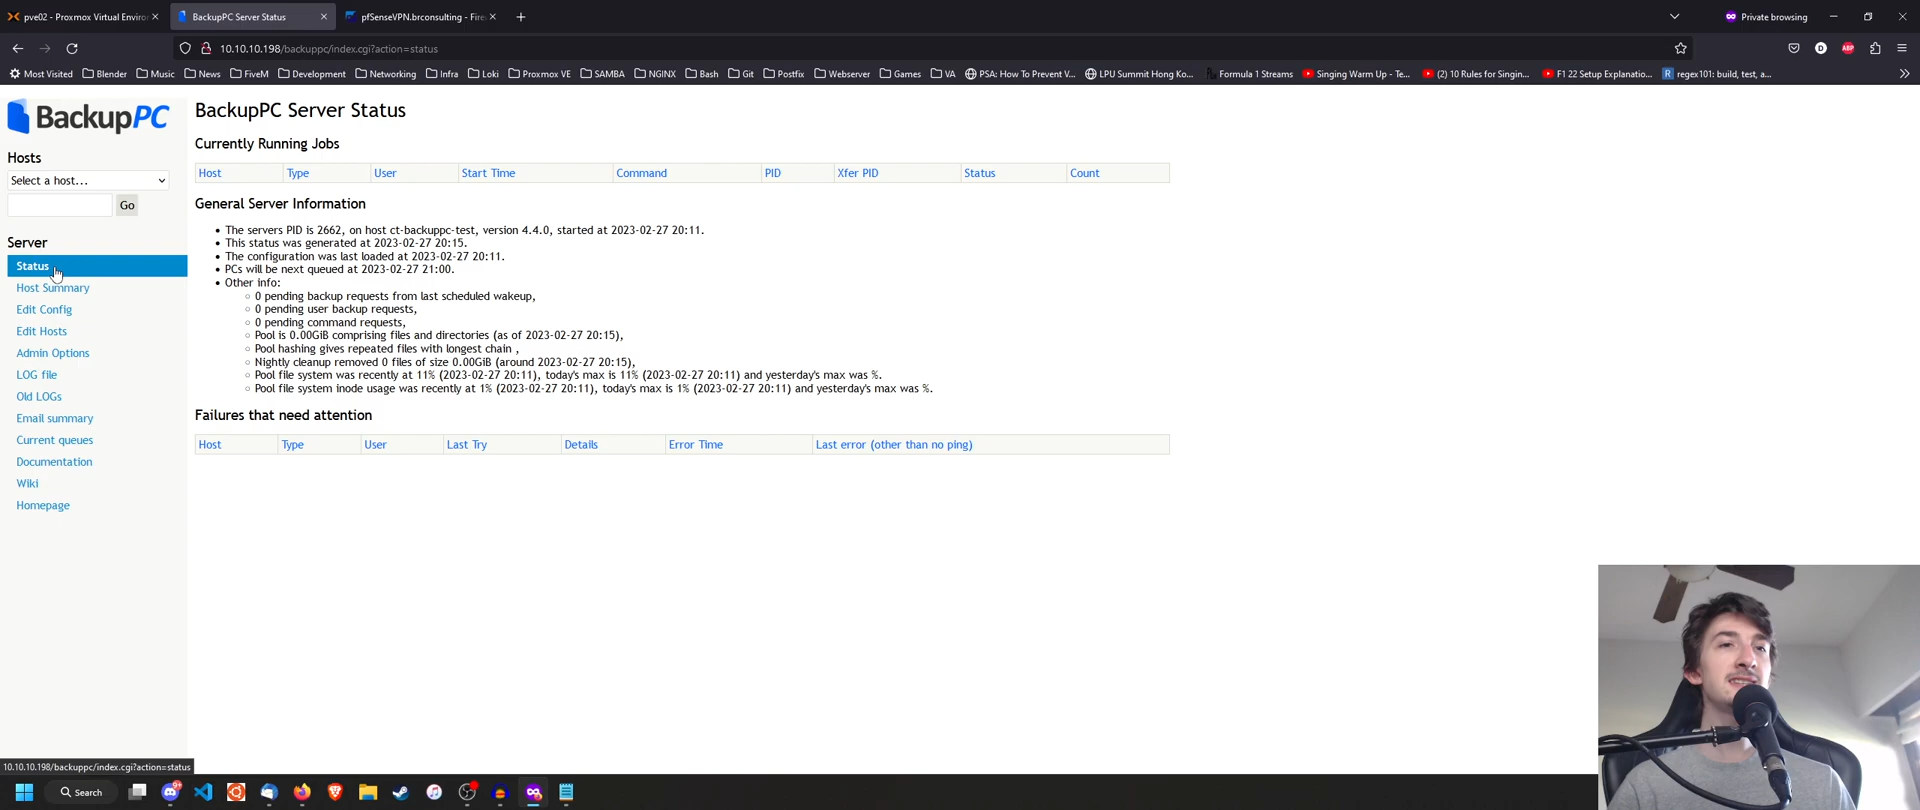 pve02 - Proxmox Virtual Enviro
BackupPC Server Status
pfSenseVPN.brconsulting - Fire
Private browsing
10.10.10.198/backuppc/index.cgi?action=status
ABP
Most Visited
Blender
Music
News
FiveM
Development
Networking
Infra
Loki
Proxmox VE
SAMBA
NGINX
Bash
Git
Postfix
Webserver
Games
VA
PSA: How To Prevent V...
LPU Summit Hong Ko...
Formula 1 Streams
Singing Warm Up - Te...
(2) 10 Rules for Singin...
F1 22 Setup Explanatio...
regex101: build, test, a...
BackupPC
Hosts
Select a host...
Go
Server
Status
Host Summary
Edit Config
Edit Hosts
Admin Options
LOG file
Old LOGs
Email summary
Current queues
Documentation
Wiki
Homepage
BackupPC Server Status
Currently Running Jobs
Host Type User Start Time Command PID Xfer PID Status Count
General Server Information
• The servers PID is 2662, on host ct-backuppc-test, version 4.4.0, started at 2023-02-27 20:11.
• This status was generated at 2023-02-27 20:15.
• The configuration was last loaded at 2023-02-27 20:11.
• PCs will be next queued at 2023-02-27 21:00.
• Other info:
○ 0 pending backup requests from last scheduled wakeup,
○ 0 pending user backup requests,
○ 0 pending command requests,
○ Pool is 0.00GiB comprising files and directories (as of 2023-02-27 20:15),
○ Pool hashing gives repeated files with longest chain ,
○ Nightly cleanup removed 0 files of size 0.00GiB (around 2023-02-27 20:15),
○ Pool file system was recently at 11% (2023-02-27 20:11), today's max is 11% (2023-02-27 20:11) and yesterday's max was %.
○ Pool file system inode usage was recently at 1% (2023-02-27 20:11), today's max is 1% (2023-02-27 20:11) and yesterday's max was %.
Failures that need attention
Host Type User Last Try Details Error Time Last error (other than no ping)
10.10.10.198/backuppc/index.cgi?action=status
Search